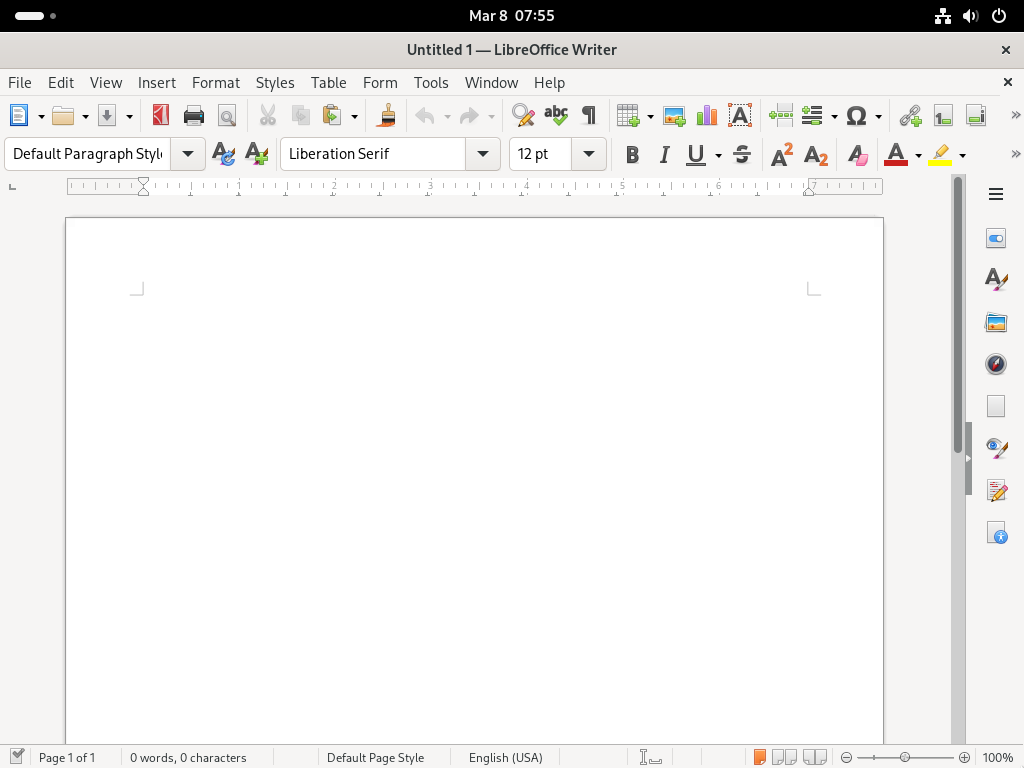 Mar 8 07:55
Untitled 1 — LibreOffice Writer
File Edit View Insert Format Styles Table Form Tools Window Help
Default Paragraph Style Liberation Serif 12 pt
1 2 3 4 5 6 7
Page 1 of 1 0 words, 0 characters Default Page Style English (USA) 100%